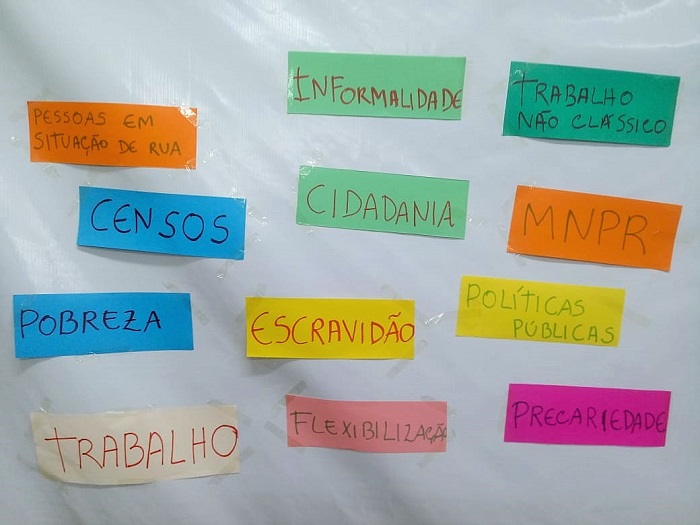 INFORMALIDADE
TRABALHO
NÃO CLÁSSICO
PESSOAS EM
SITUAÇÃO DE RUA
CIDADANIA
CENSOS
MNPR
POLÍTICAS
PÚBLICAS
POBREZA
ESCRAVIDÃO
PRECARIEDADE
FLEXIBILIZAÇÃO
TRABALHO